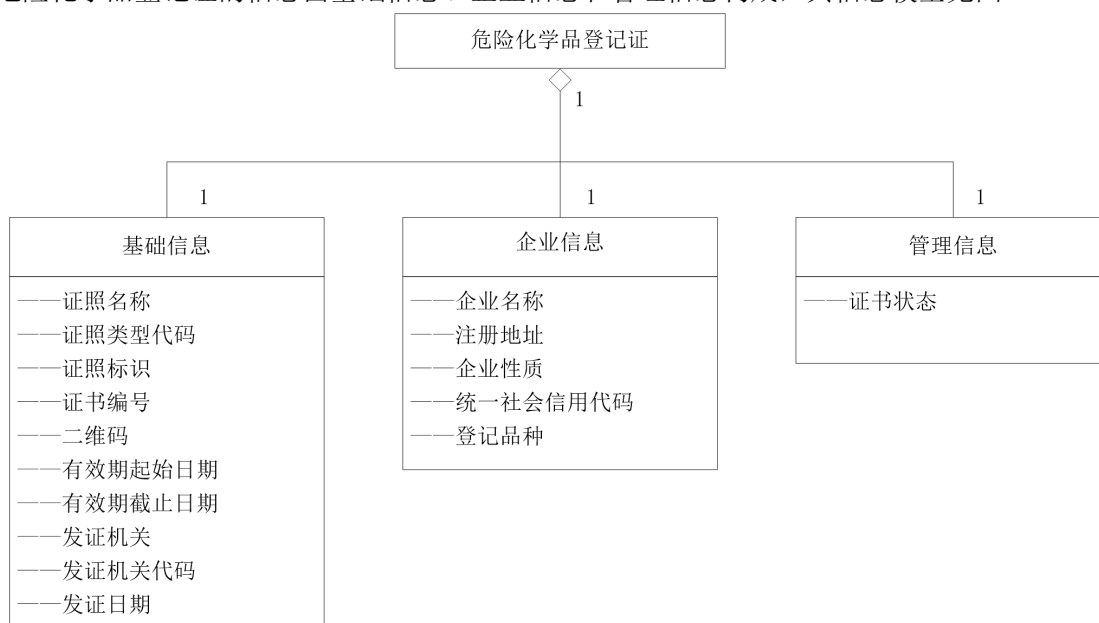 危险化学品登记证
1
1
1
1
基础信息
——证照名称
——证照类型代码
——证照标识
——证书编号
——二维码
——有效期起始日期
——有效期截止日期
——发证机关
——发证机关代码
——发证日期
企业信息
——企业名称
——注册地址
——企业性质
——统一社会信用代码
——登记品种
管理信息
——证书状态